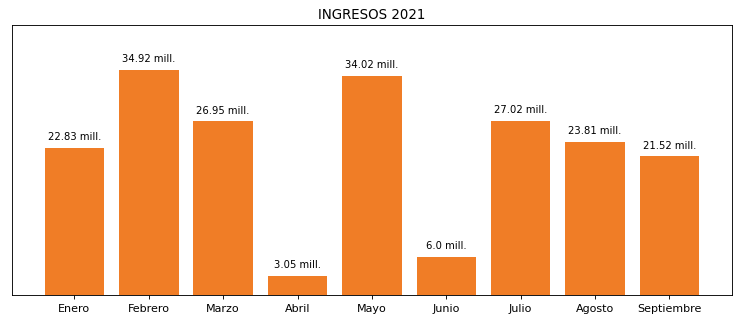 INGRESOS 2021
22.83 mill.
34.92 mill.
26.95 mill.
3.05 mill.
34.02 mill.
6.0 mill.
27.02 mill.
23.81 mill.
21.52 mill.
Enero Febrero Marzo Abril Mayo Junio Julio Agosto Septiembre